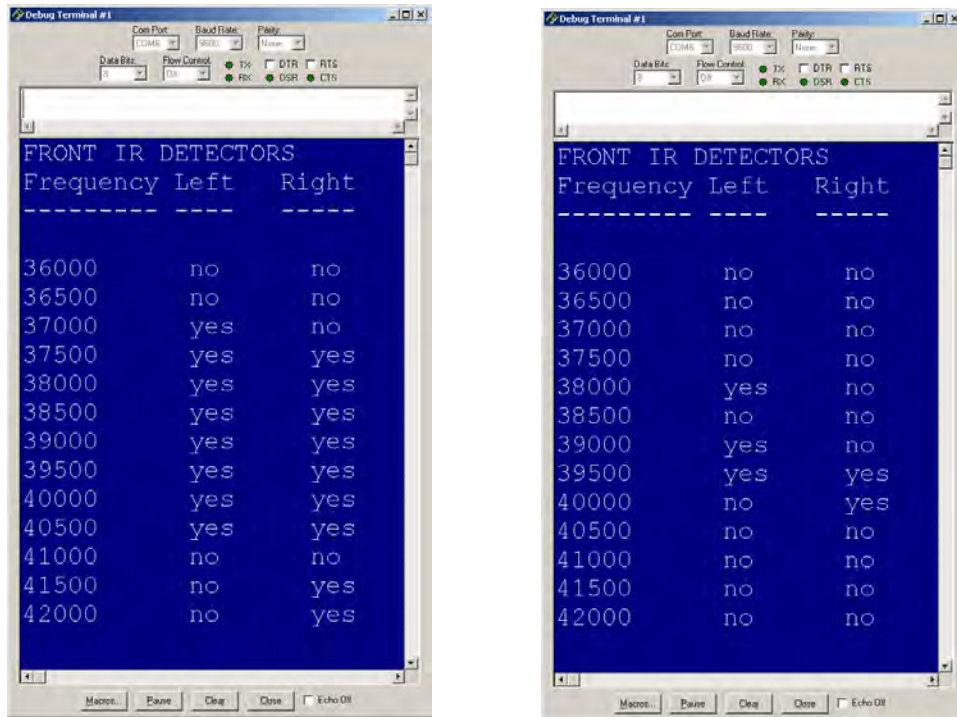 Debug Terminal #1
Com Port: Baud Rate: Parity:
COM6 9600 None
Data Bits: Flow Control: TX DTR RTS
8 Off RX DSR CTS
FRONT IR DETECTORS
Frequency Left Right
--------- ---- -----
36000 no no
36500 no no
37000 yes no
37500 yes yes
38000 yes yes
38500 yes yes
39000 yes yes
39500 yes yes
40000 yes yes
40500 yes yes
41000 no no
41500 no yes
42000 no yes
Macros... Pause Clear Close Echo Off
Debug Terminal #1
Com Port: Baud Rate: Parity:
COM6 9600 None
Data Bits: Flow Control: TX DTR RTS
8 Off RX DSR CTS
FRONT IR DETECTORS
Frequency Left Right
--------- ---- -----
36000 no no
36500 no no
37000 no no
37500 no no
38000 yes no
38500 no no
39000 yes no
39500 yes yes
40000 no yes
40500 no no
41000 no no
41500 no no
42000 no no
Macros... Pause Clear Close Echo Off